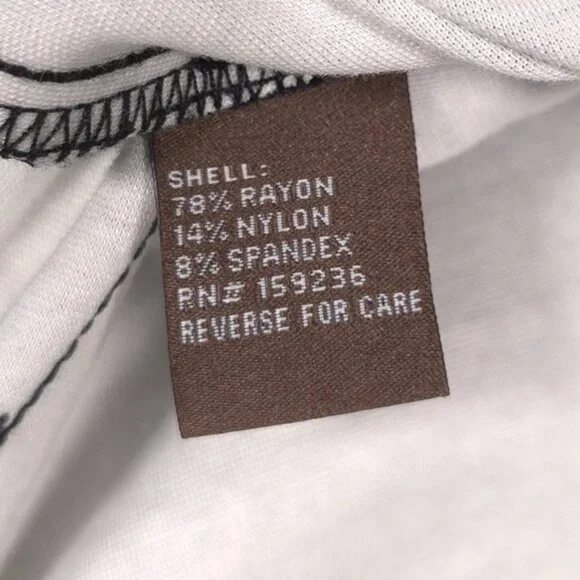 SHELL:
78% RAYON
14% NYLON
8% SPANDEX
RN# 159236
REVERSE FOR CARE